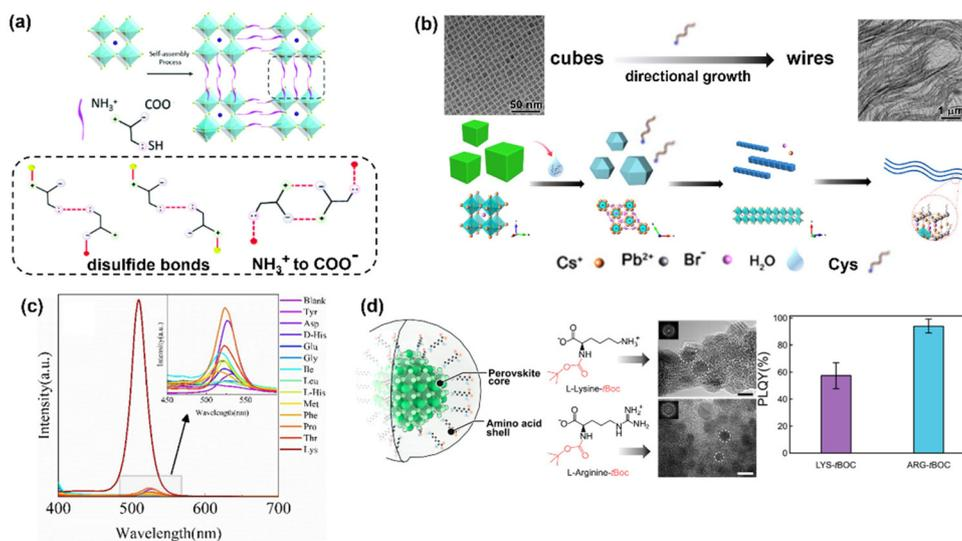 (a)
Self-assembly
Process
NH₃⁺
COO
SH
disulfide bonds
NH₃⁺ to COO⁻
(b)
cubes
directional growth
wires
50 nm
1 μm
Cs⁺
Pb²⁺
Br⁻
H₂O
Cys
(c)
Intensity(a.u.)
Wavelength(nm)
400
500
600
700
Intensity(a.u.)
Wavelength(nm)
450
500
550
Blank
Tyr
Asp
D-His
Glu
Gly
Ile
Leu
L-His
Met
Phe
Pro
Thr
Lys
(d)
Perovskite
core
Amino acid
shell
L-Lysine-tBoc
L-Arginine-tBoc
PLQY(%)
100
80
60
40
20
0
LYS-tBOC
ARG-tBOC